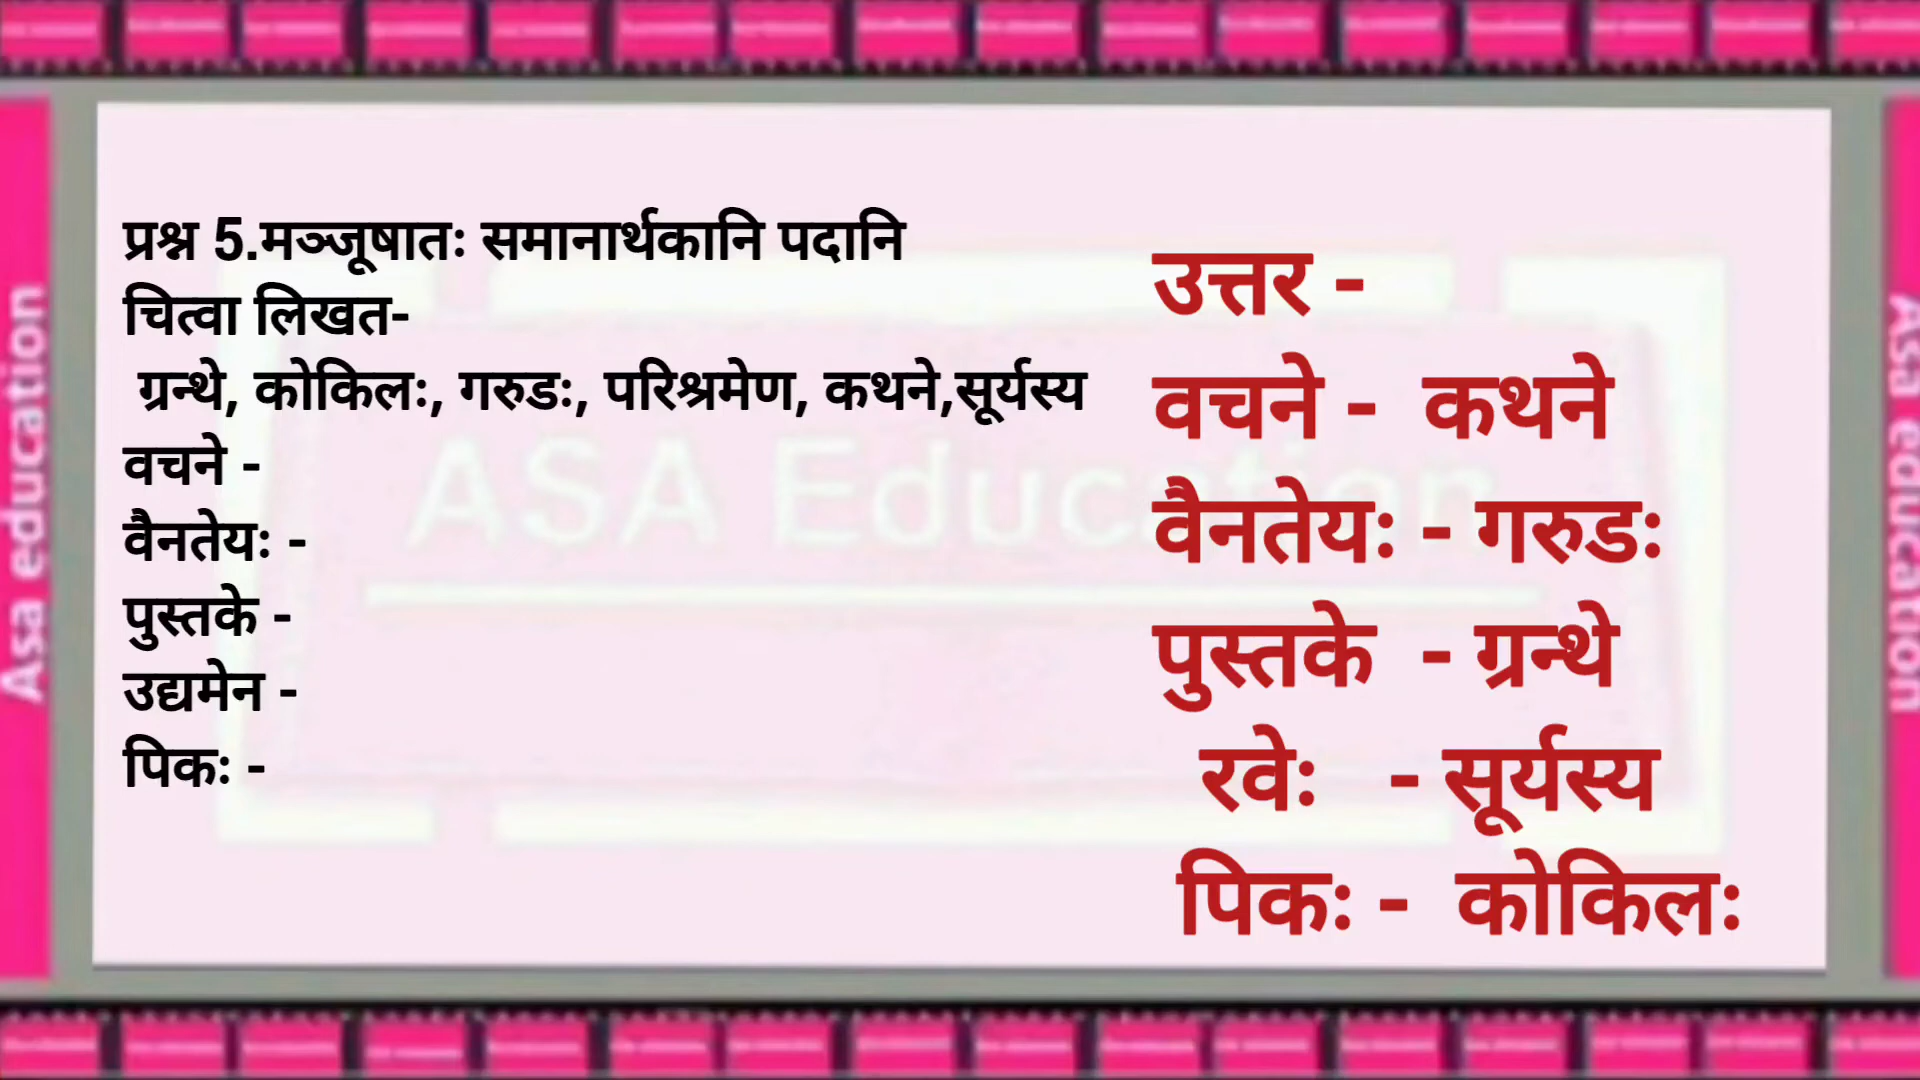 प्रश्न 5.मञ्जूषातः समानार्थकानि पदानि
चित्वा लिखत-
ग्रन्थे, कोकिलः, गरुडः, परिश्रमेण, कथने,सूर्यस्य
वचने -
वैनतेयः -
पुस्तके -
उद्यमेन -
पिकः -
उत्तर -
वचने - कथने
वैनतेयः - गरुडः
पुस्तके - ग्रन्थे
रवेः - सूर्यस्य
पिकः - कोकिलः
ASA Education
Asa education
Asa education